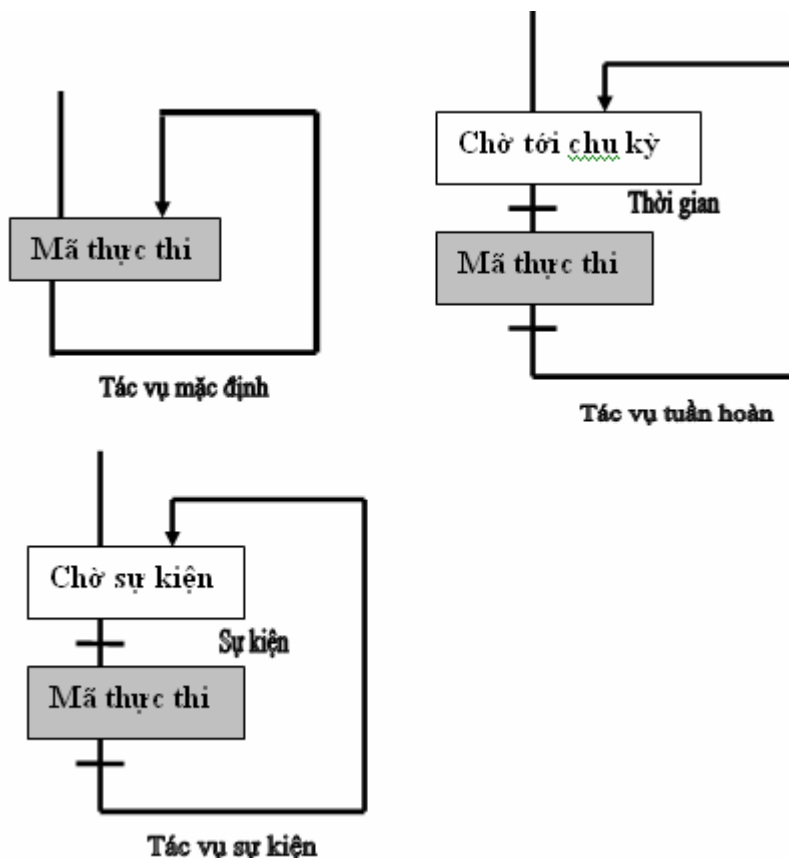 Mã thực thi
Tác vụ mặc định
Chờ tới chu kỳ
Thời gian
Mã thực thi
Tác vụ tuần hoàn
Chờ sự kiện
Sự kiện
Mã thực thi
Tác vụ sự kiện